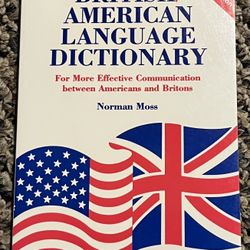 BRITISH
AMERICAN
LANGUAGE
DICTIONARY
For More Effective Communication
between Americans and Britons
Norman Moss